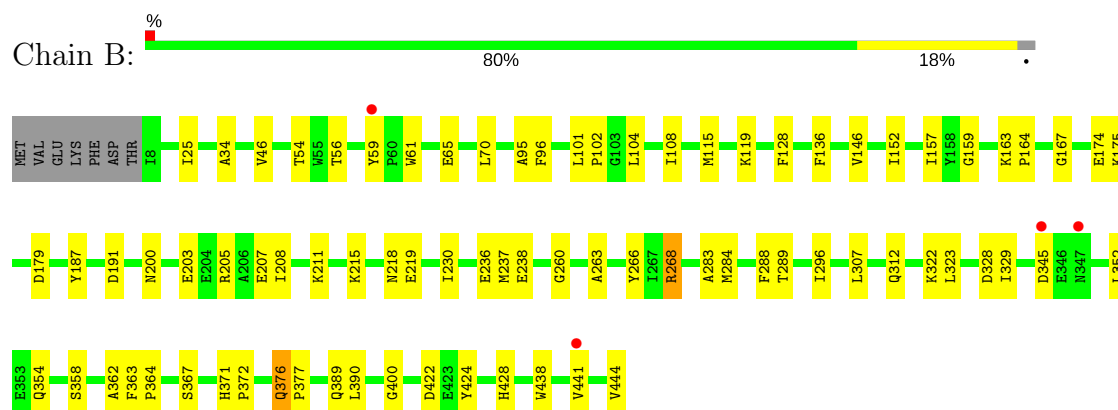 %
Chain B:
80% 18% •
MET VAL GLU LYS PHE ASP THR I8 I25 A34 V46 T54 W55 T56 Y59 P60 W61 E65 L70 A95 F96 L101 P102 G103 L104 I108 M115 K119 F128 F136 V146 I152 I157 Y158 G159 K163 P164 G167 E174 K175
D179 Y187 D191 N200 E203 E204 R205 A206 E207 I208 K211 K215 N218 E219 I230 E236 M237 E238 G260 A263 Y266 I267 R268 A283 M284 F288 T289 I296 L307 Q312 K322 L323 D328 I329 D345 E346 N347 L352
E353 Q354 S358 A362 F363 P364 S367 H371 P372 Q376 P377 Q389 L390 G400 D422 E423 Y424 H428 W438 V441 V444